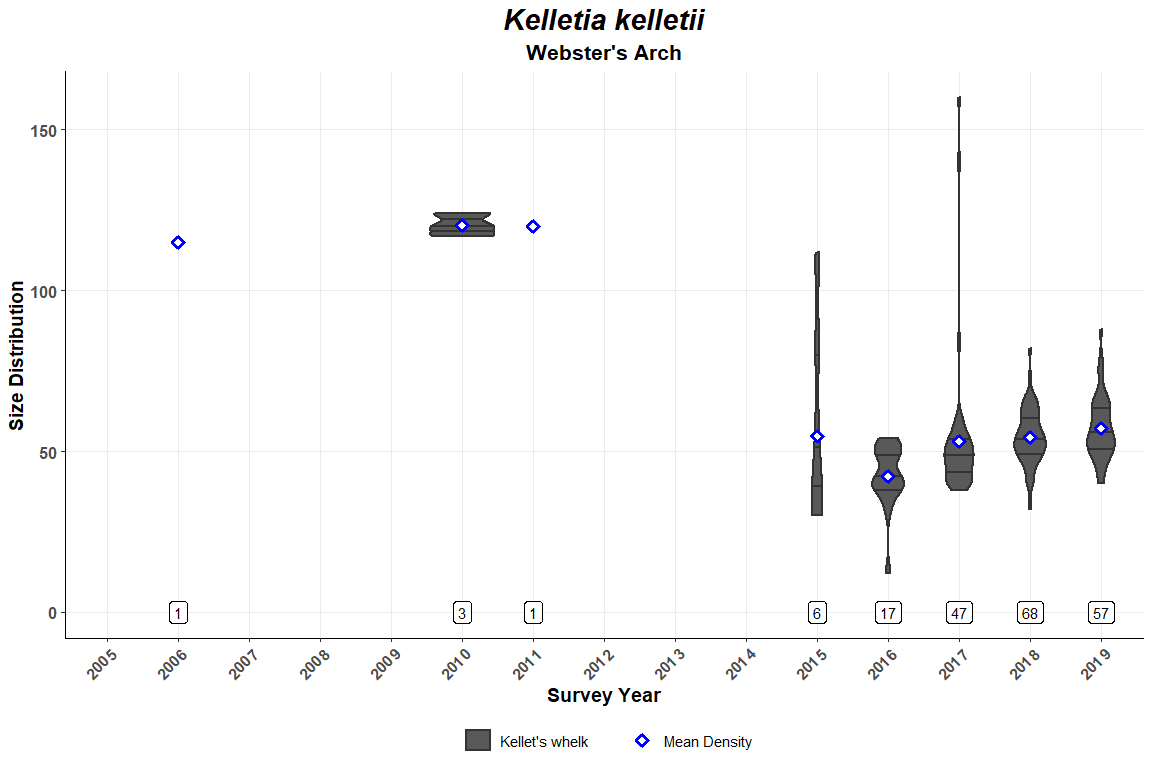 Kelletia kelletii
Webster's Arch
Size Distribution
150
100
50
0
1 3 1 6 17 47 68 57
2005 2006 2007 2008 2009 2010 2011 2012 2013 2014 2015 2016 2017 2018 2019
Survey Year
Kellet's whelk Mean Density